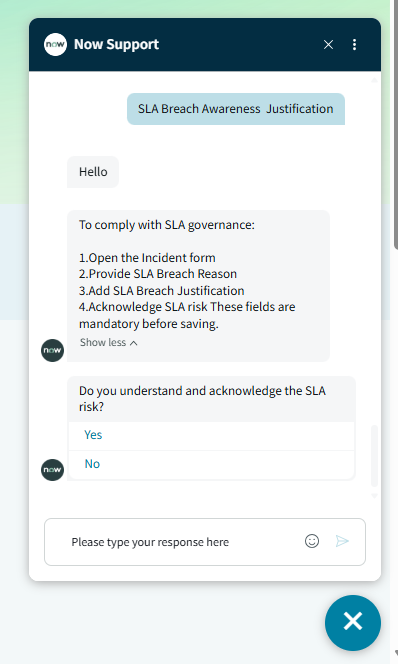 now Now Support
SLA Breach Awareness Justification
Hello
To comply with SLA governance:
1.Open the Incident form
2.Provide SLA Breach Reason
3.Add SLA Breach Justification
4.Acknowledge SLA risk These fields are
mandatory before saving.
Show less
now
Do you understand and acknowledge the SLA
risk?
Yes
No
now
Please type your response here